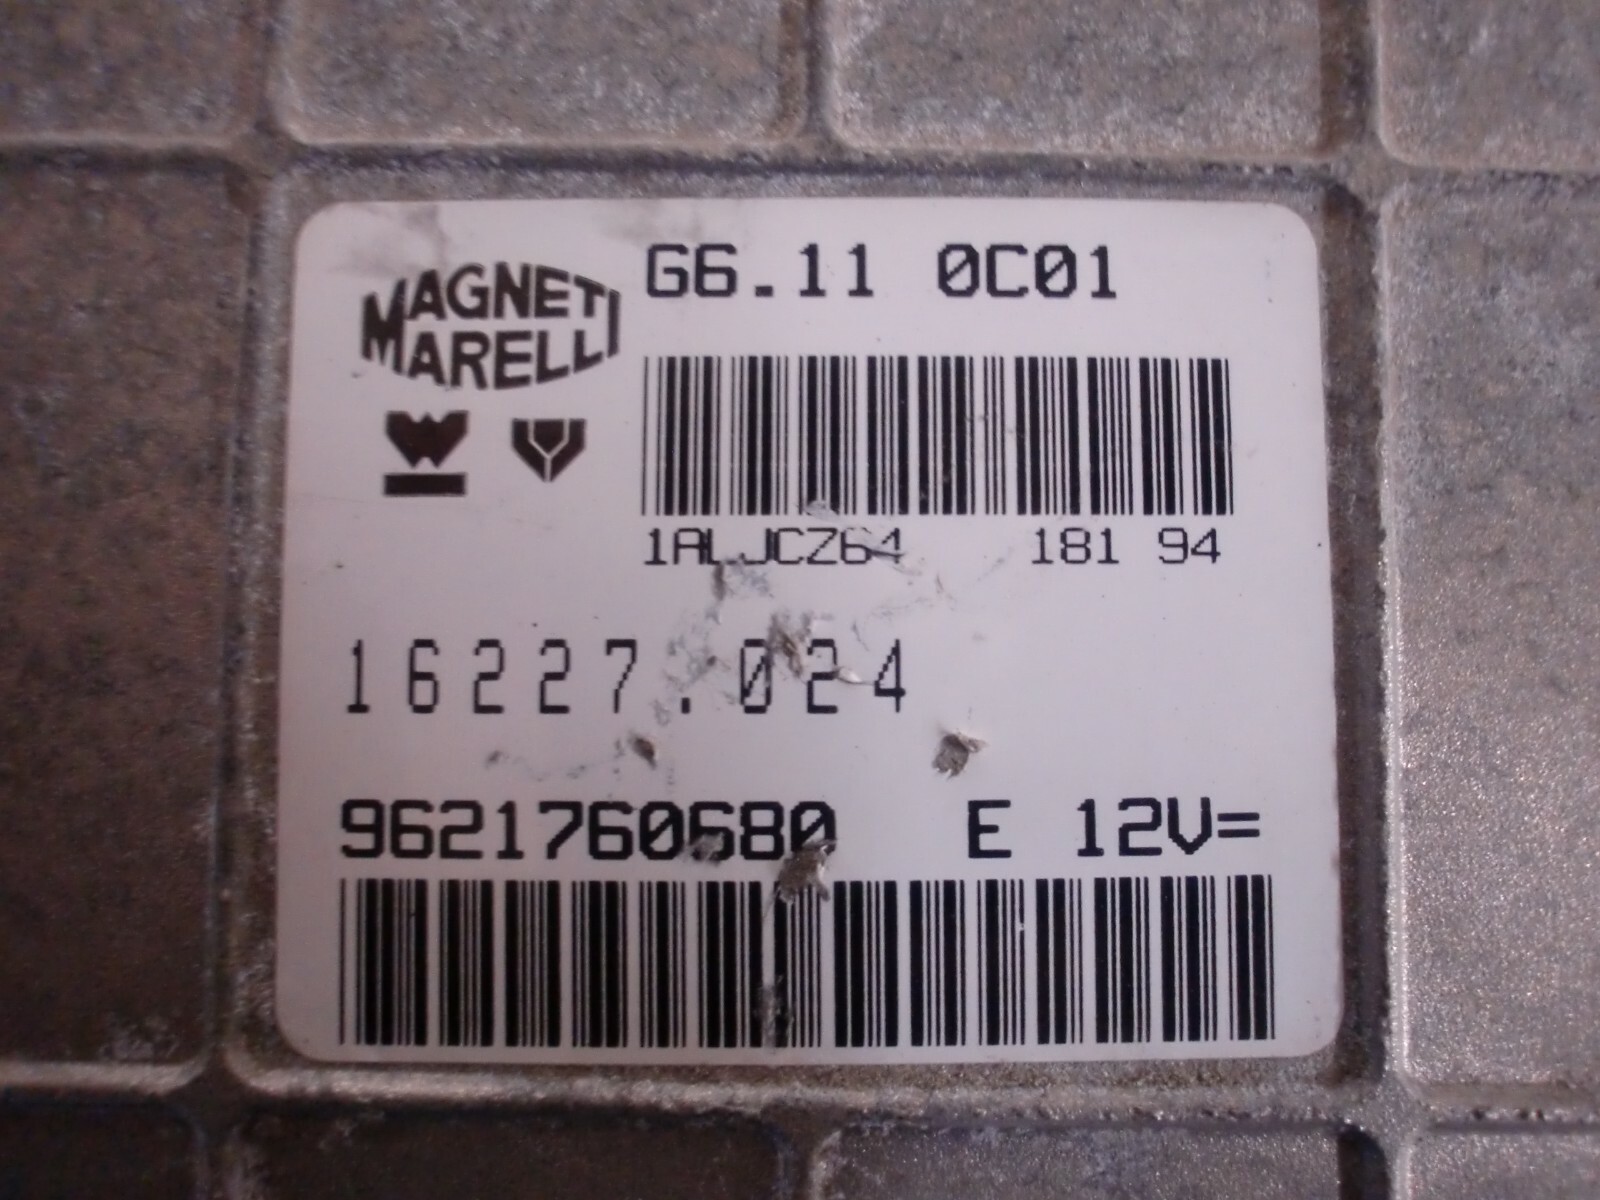 MAGNETI
MARELLI
G6.11 0C01
1ALJCZ64 181 94
16227.024
9621760680 E 12V=